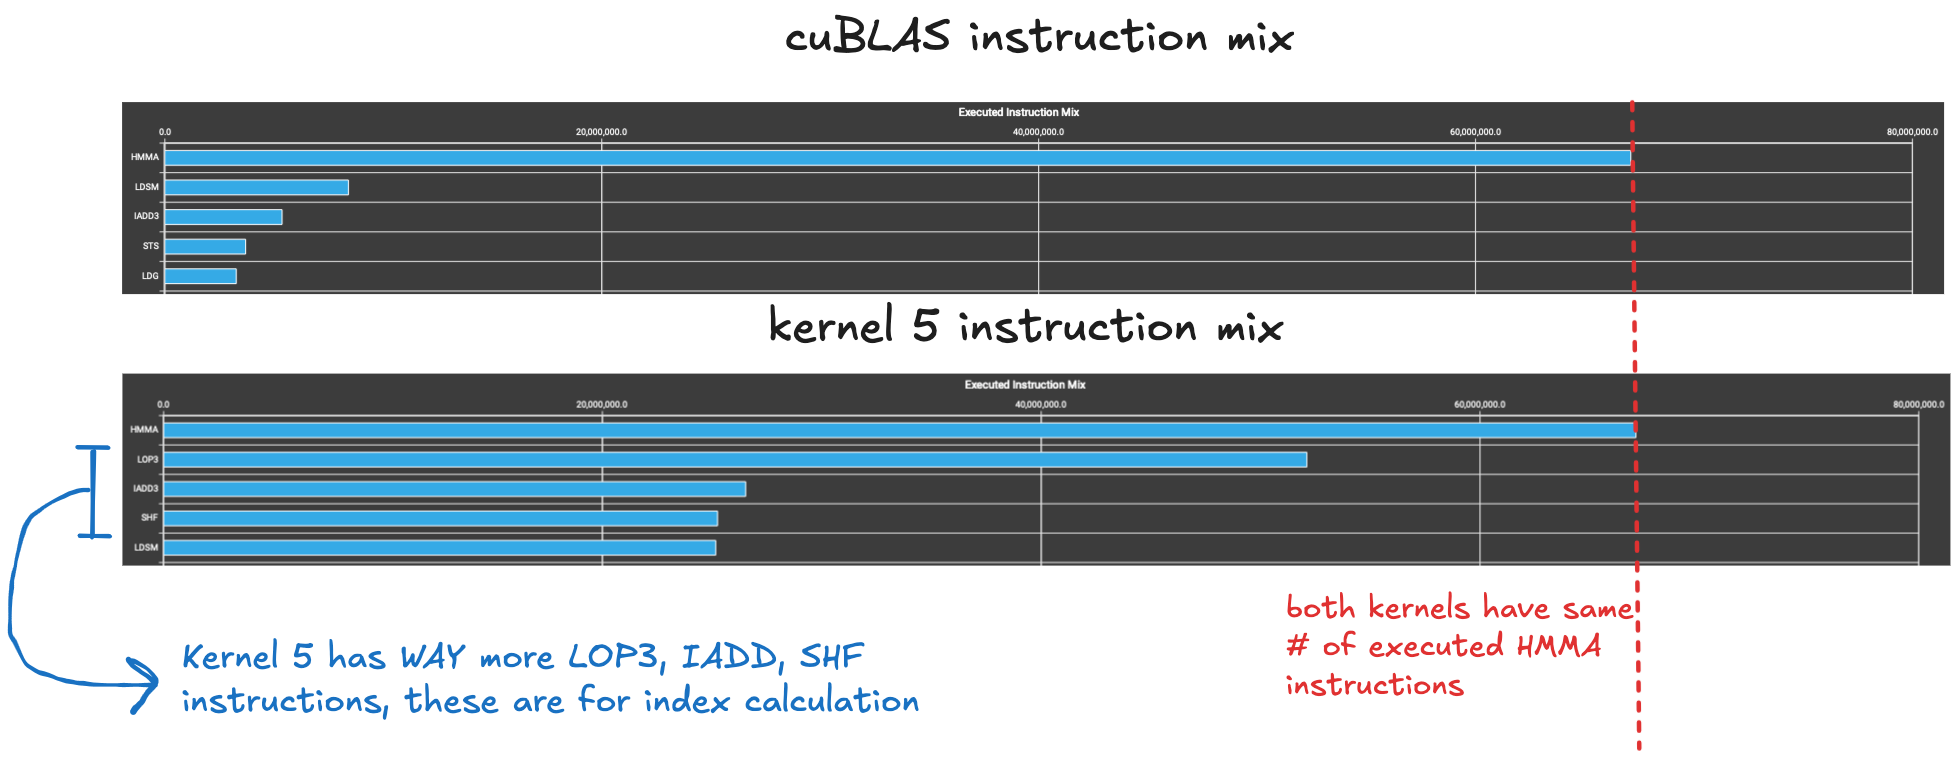 cuBLAS instruction mix
Executed Instruction Mix
0.0 20,000,000.0 40,000,000.0 60,000,000.0 80,000,000.0
HMMA
LDSM
IADD3
STS
LDG
kernel 5 instruction mix
Executed Instruction Mix
0.0 20,000,000.0 40,000,000.0 60,000,000.0 80,000,000.0
HMMA
LOP3
IADD3
SHF
LDSM
both kernels have same
# of executed HMMA
instructions
Kernel 5 has WAY more LOP3, IADD, SHF
instructions, these are for index calculation